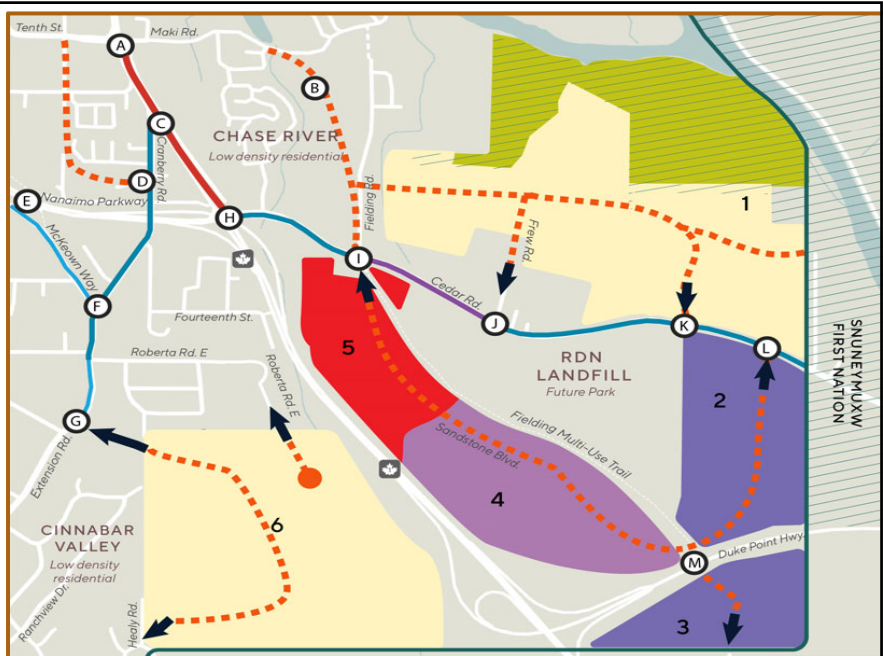 Tenth St.
Maki Rd.
A
B
C
CHASE RIVER
Low density residential
Cranberry Rd.
D
Nanaimo Parkway
E
McKeown Way
H
Fielding Rd.
I
Frew Rd.
1
Cedar Rd.
J
K
L
F
Fourteenth St.
Roberta Rd. E
Roberta Rd. E
5
RDN
LANDFILL
Future Park
2
SNUNEYMUXW
FIRST NATION
G
Extension Rd.
Fielding Multi-Use Trail
Sandstone Blvd.
4
6
CINNABAR
VALLEY
Low density
residential
Ranchview Dr.
Healy Rd.
M
Duke Point Hwy.
3